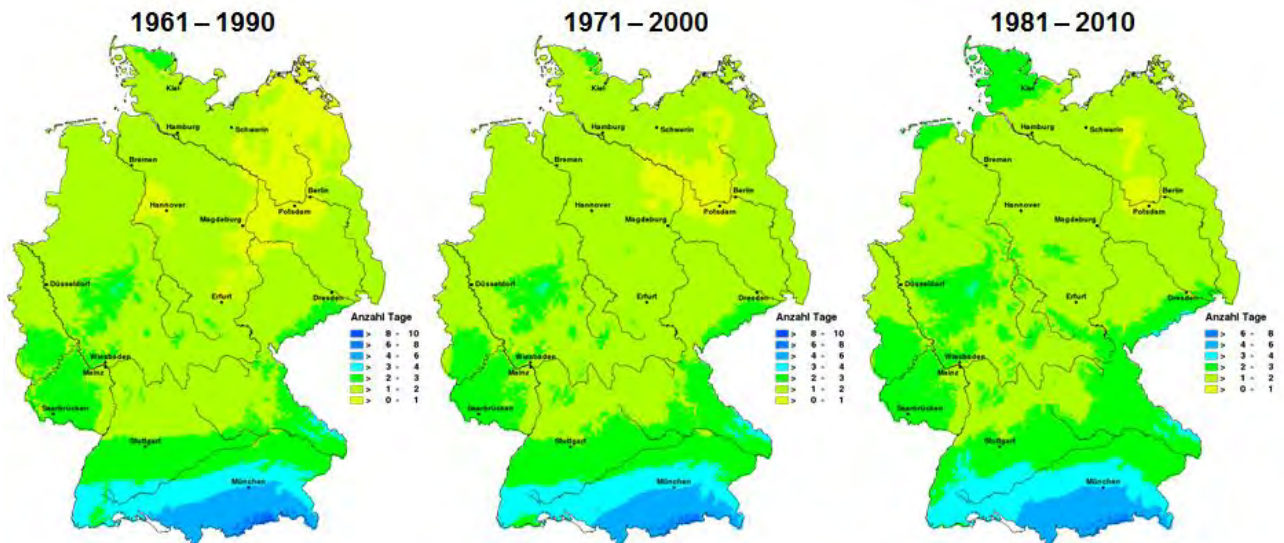 1961 – 1990
Kiel
Hamburg
Schwerin
Bremen
Berlin
Hannover
Potsdam
Magdeburg
Düsseldorf
Erfurt
Dresden
Wiesbaden
Mainz
Saarbrücken
Stuttgart
München
Anzahl Tage
> 8 - 10
> 6 - 8
> 4 - 6
> 3 - 4
> 2 - 3
> 1 - 2
> 0 - 1
1971 – 2000
Kiel
Hamburg
Schwerin
Bremen
Berlin
Hannover
Potsdam
Magdeburg
Düsseldorf
Erfurt
Dresden
Wiesbaden
Mainz
Saarbrücken
Stuttgart
München
Anzahl Tage
> 8 - 10
> 6 - 8
> 4 - 6
> 3 - 4
> 2 - 3
> 1 - 2
> 0 - 1
1981 – 2010
Kiel
Hamburg
Schwerin
Bremen
Berlin
Hannover
Potsdam
Magdeburg
Düsseldorf
Erfurt
Dresden
Wiesbaden
Mainz
Saarbrücken
Stuttgart
München
Anzahl Tage
> 6 - 8
> 4 - 6
> 3 - 4
> 2 - 3
> 1 - 2
> 0 - 1